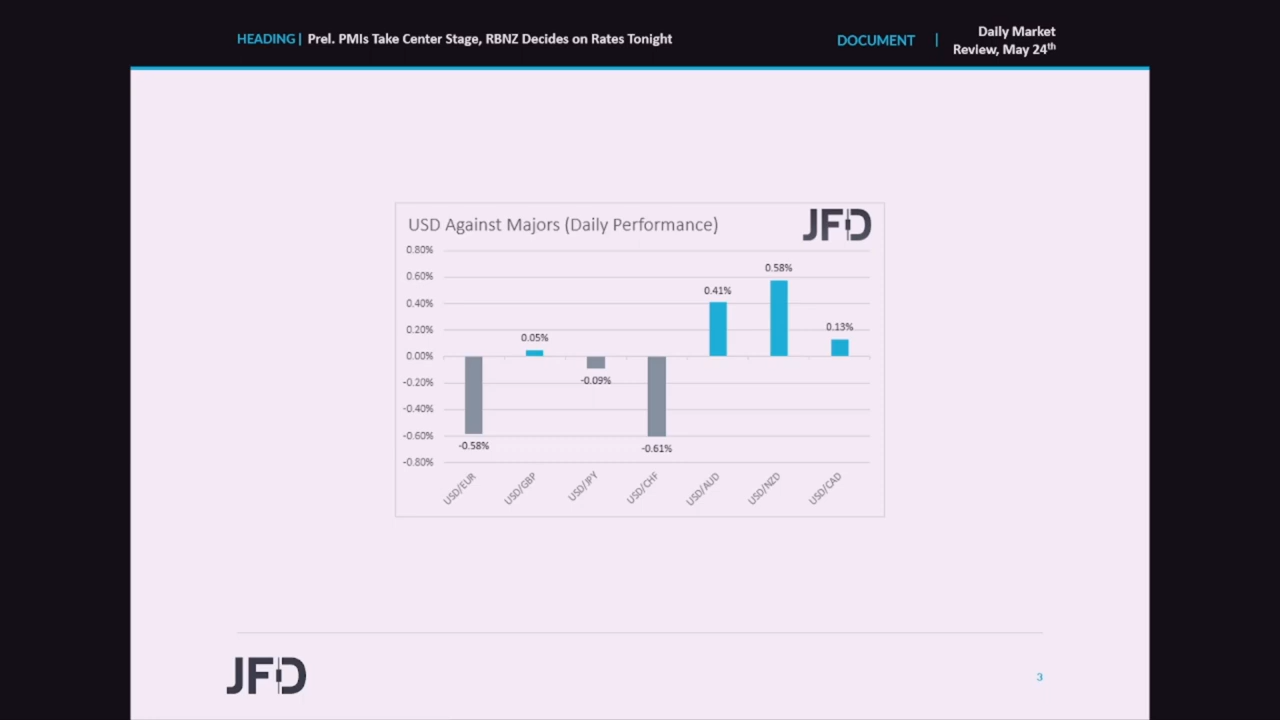 HEADING| Prel. PMIs Take Center Stage, RBNZ Decides on Rates Tonight
DOCUMENT |
Daily Market
Review, May 24th
USD Against Majors (Daily Performance)
JFD
0.80%
0.60%
0.40%
0.20%
0.00%
-0.20%
-0.40%
-0.60%
-0.80%
-0.58%
0.05%
-0.09%
-0.61%
0.41%
0.58%
0.13%
USD/EUR
USD/GBP
USD/JPY
USD/CHF
USD/AUD
USD/NZD
USD/CAD
JFD
3